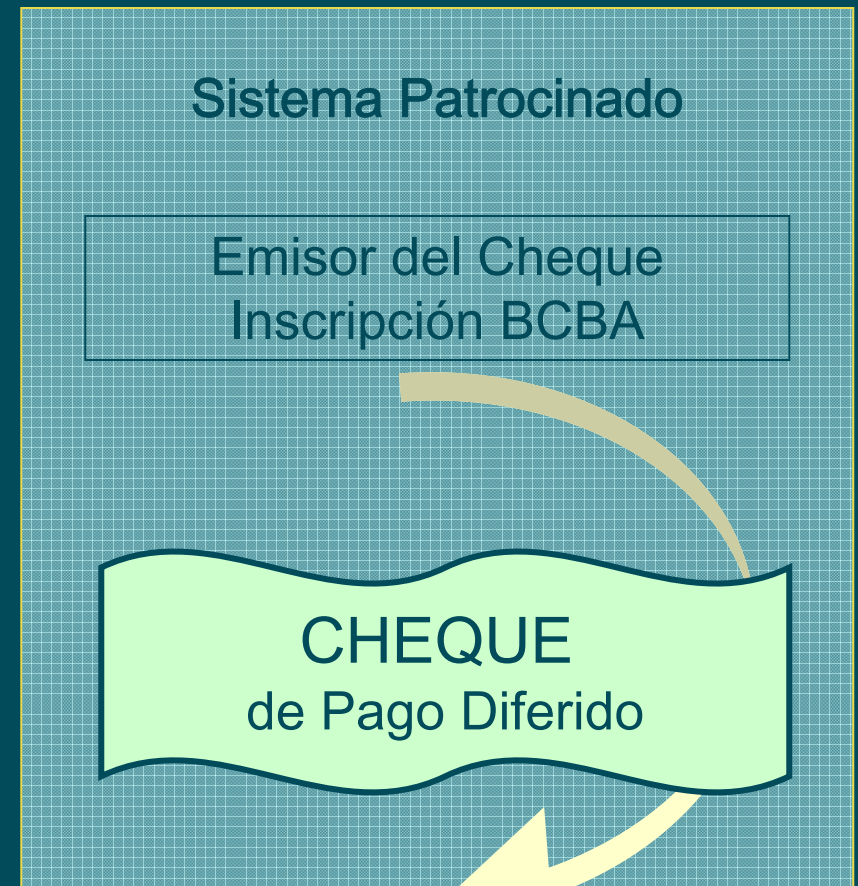 Sistema Patrocinado
Emisor del Cheque
Inscripción BCBA
CHEQUE
de Pago Diferido